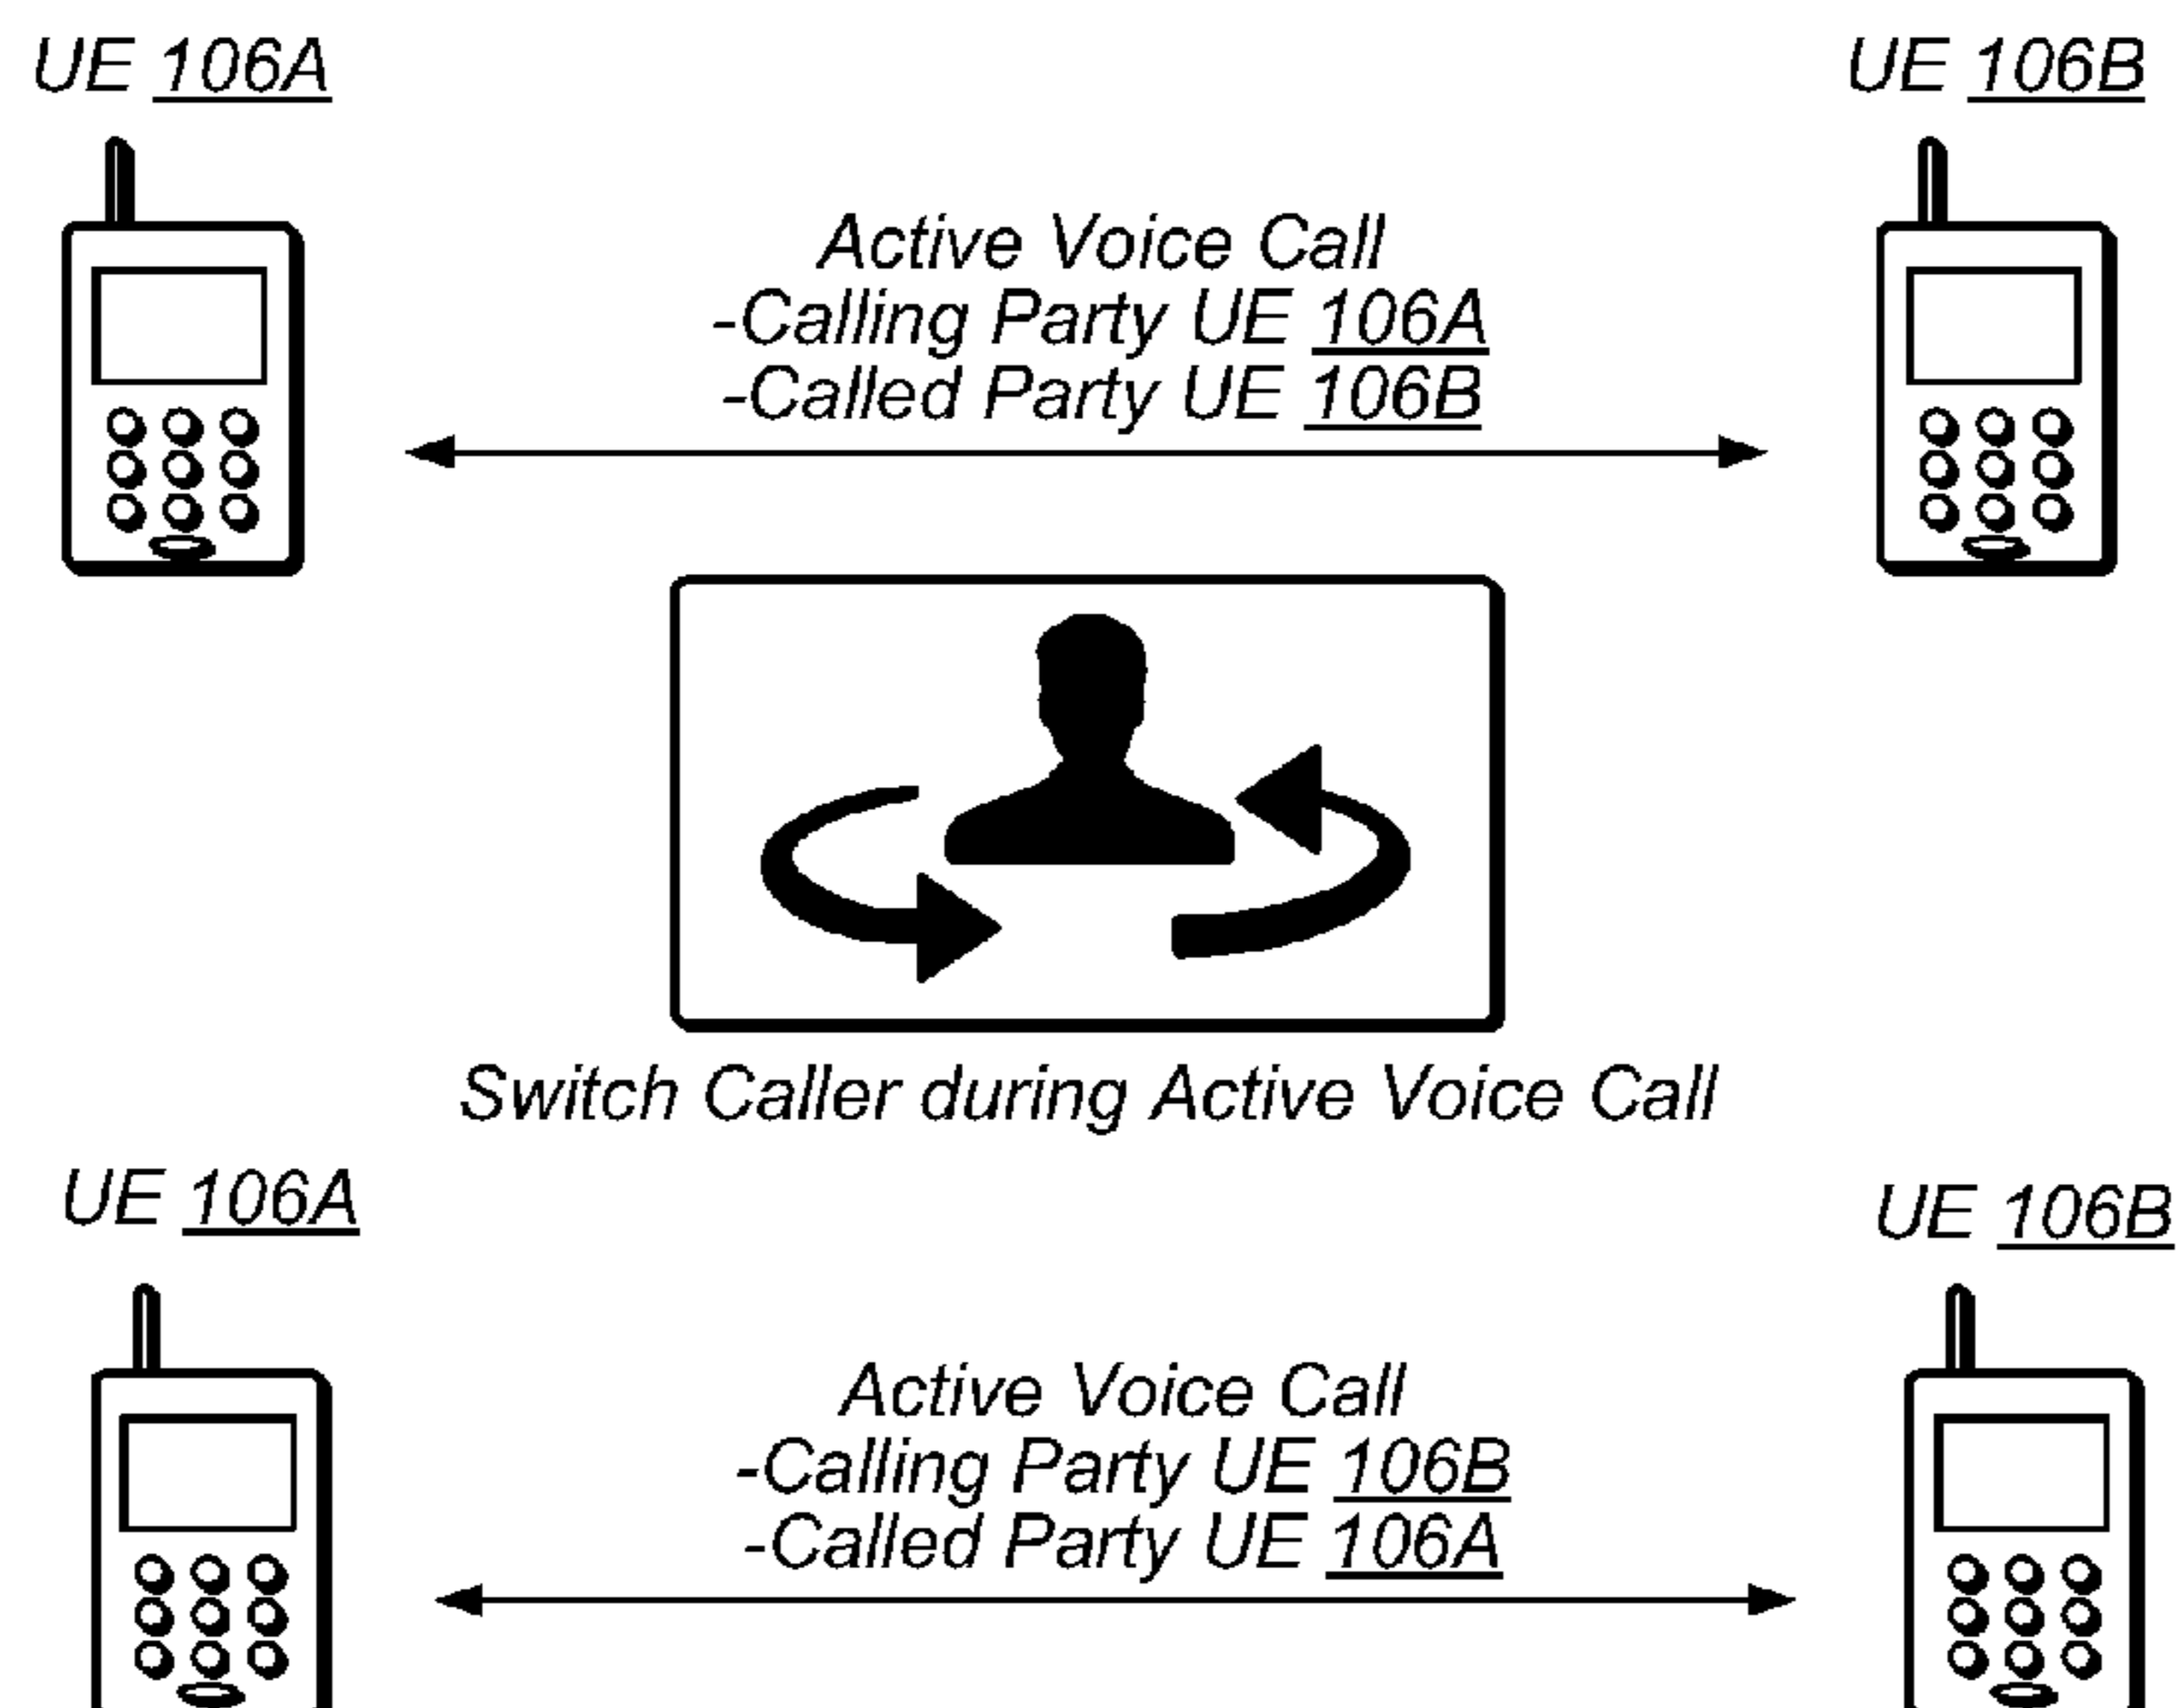 UE 106A
UE 106B
Active Voice Call
-Calling Party UE 106A
-Called Party UE 106B
Switch Caller during Active Voice Call
UE 106A
UE 106B
Active Voice Call
-Calling Party UE 106B
-Called Party UE 106A